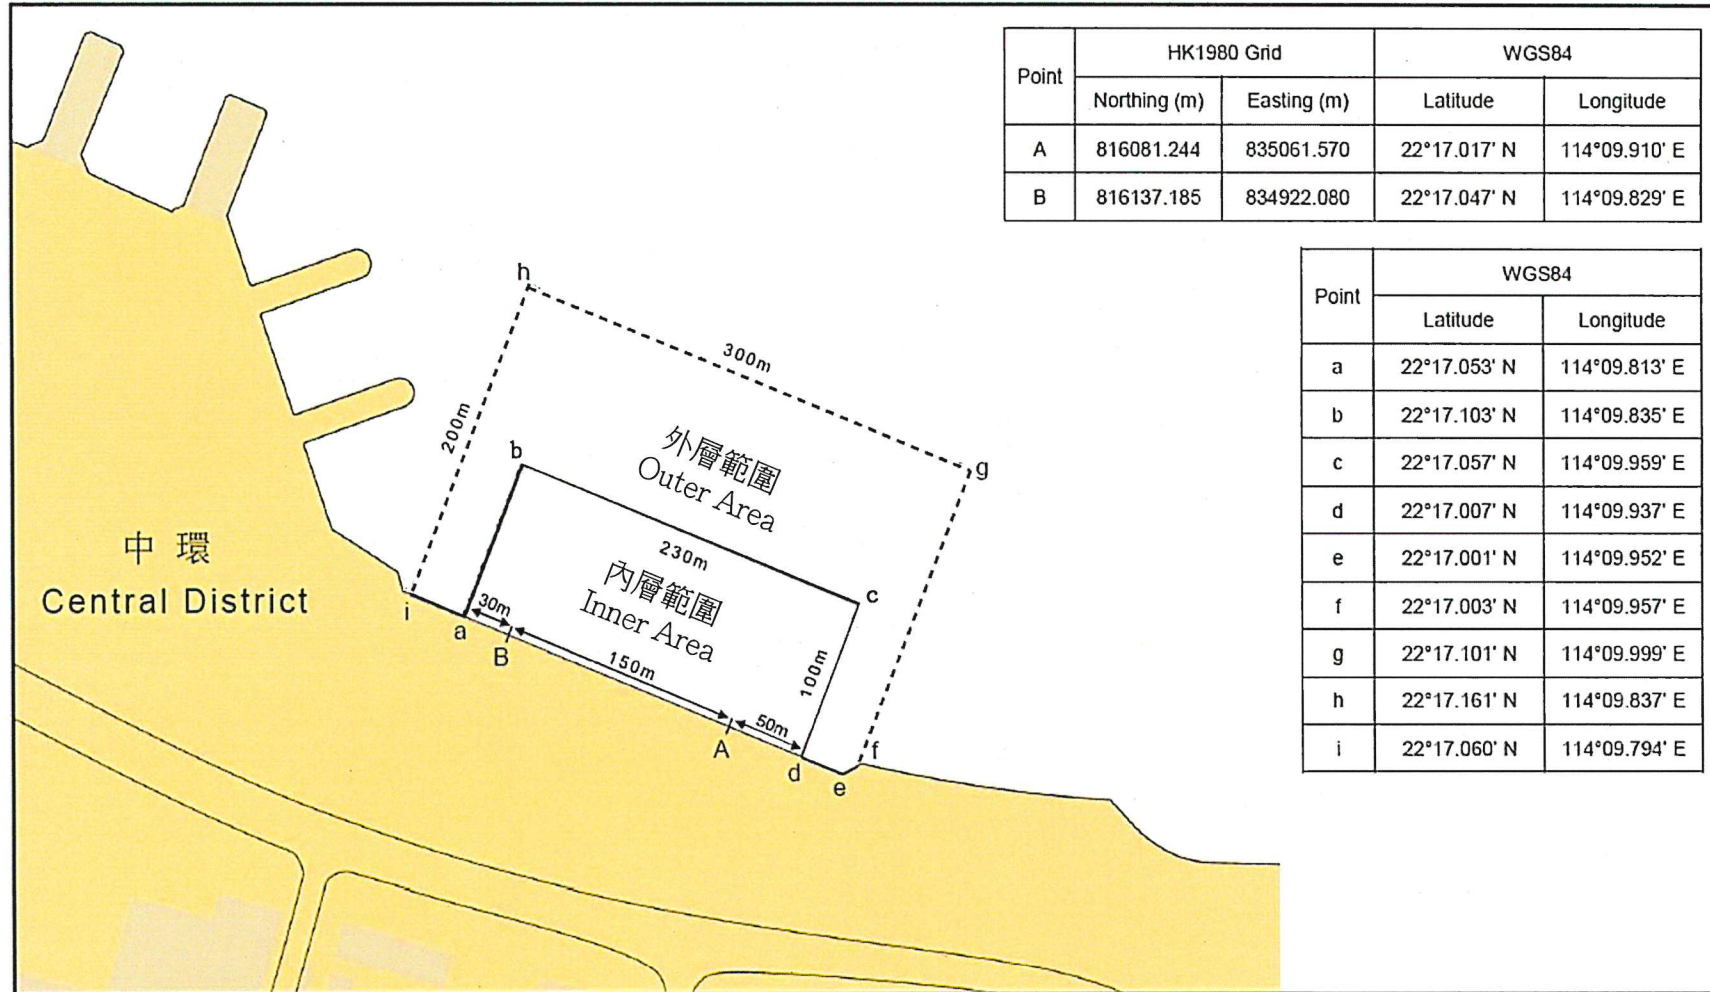 Point HK1980 Grid WGS84
Northing (m) Easting (m) Latitude Longitude
A 816081.244 835061.570 22°17.017' N 114°09.910' E
B 816137.185 834922.080 22°17.047' N 114°09.829' E
Point WGS84
Latitude Longitude
a 22°17.053' N 114°09.813' E
b 22°17.103' N 114°09.835' E
c 22°17.057' N 114°09.959' E
d 22°17.007' N 114°09.937' E
e 22°17.001' N 114°09.952' E
f 22°17.003' N 114°09.957' E
g 22°17.101' N 114°09.999' E
h 22°17.161' N 114°09.837' E
i 22°17.060' N 114°09.794' E
h
300m
200m
外層範圍
Outer Area
g
b
230m
內層範圍
Inner Area
c
中環
Central District
i
a
30m
B
150m
100m
50m
A
d
f
e